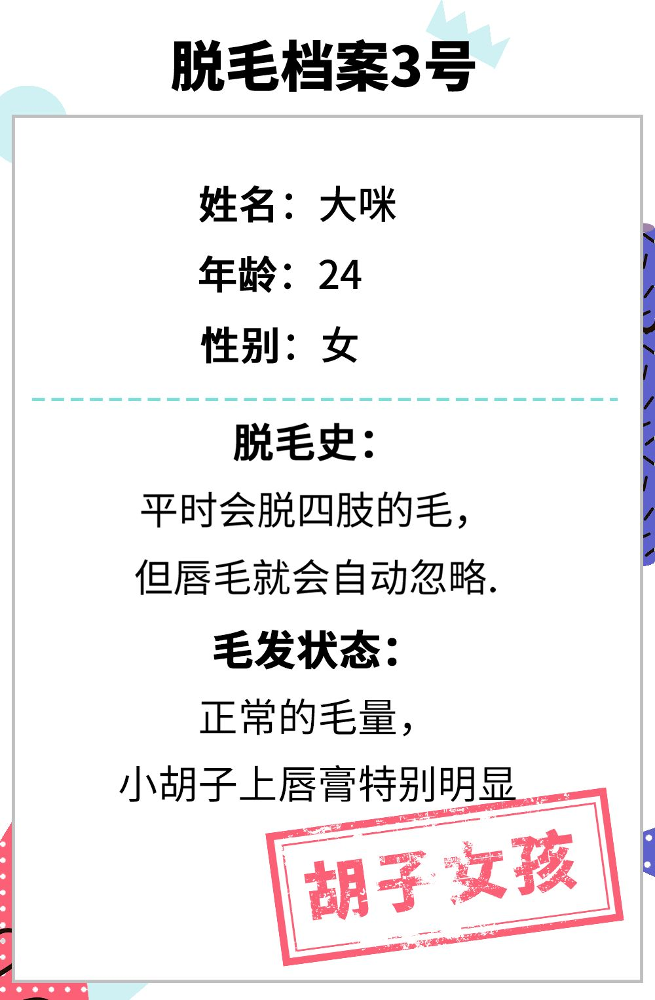 脱毛档案3号
姓名：大咪
年龄：24
性别：女
脱毛史：
平时会脱四肢的毛，
但唇毛就会自动忽略.
毛发状态：
正常的毛量，
小胡子上唇膏特别明显
胡子女孩